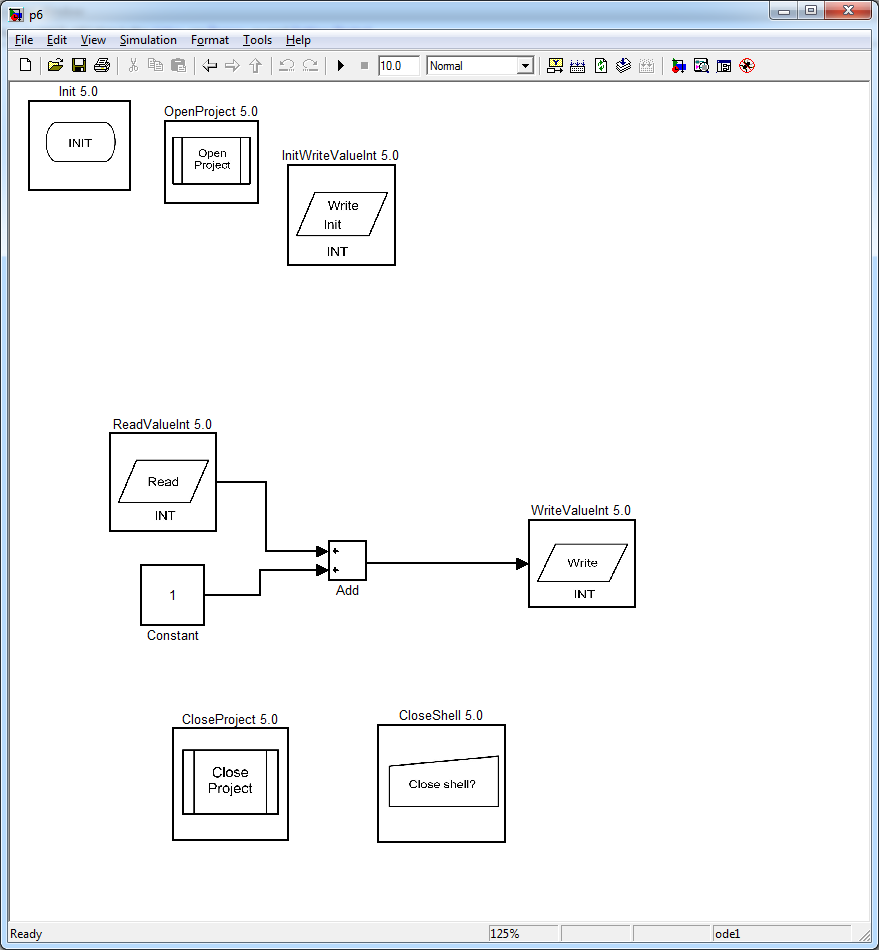 p6
File Edit View Simulation Format Tools Help
10.0 Normal
Init 5.0
INIT
OpenProject 5.0
Open
Project
InitWriteValueInt 5.0
Write
Init
INT
ReadValueInt 5.0
Read
INT
1
Constant
+
+
Add
WriteValueInt 5.0
Write
INT
CloseProject 5.0
Close
Project
CloseShell 5.0
Close shell?
Ready 125% ode1